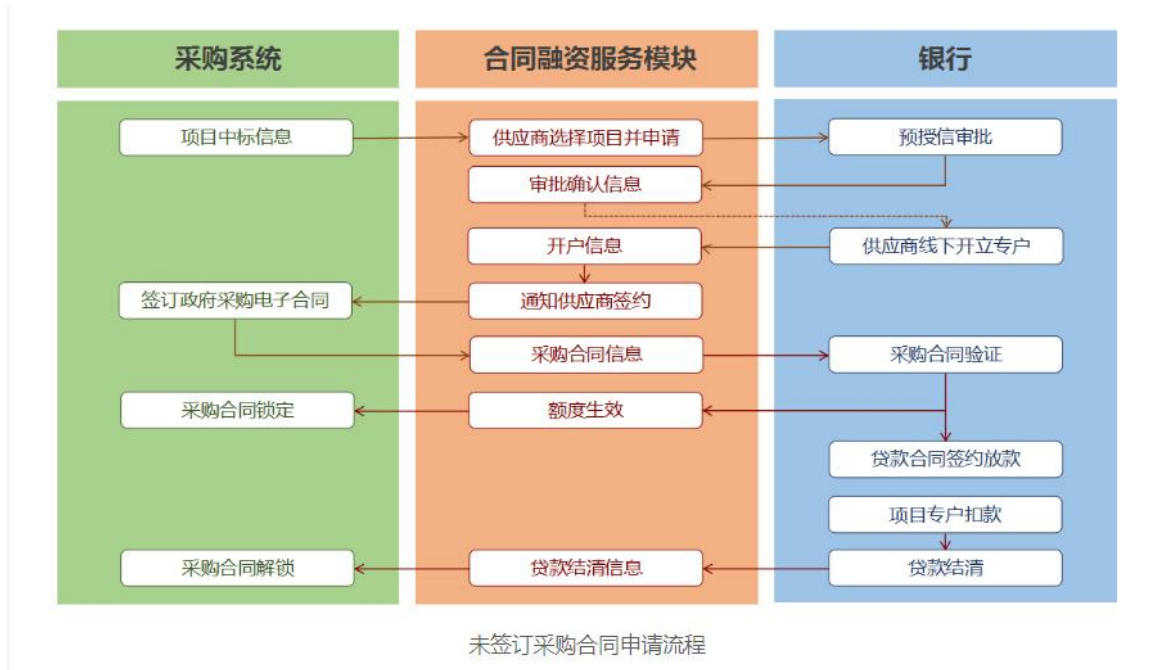 采购系统
合同融资服务模块
银行
项目中标信息
供应商选择项目并申请
预授信审批
审批确认信息
开户信息
供应商线下开立专户
签订政府采购电子合同
通知供应商签约
采购合同信息
采购合同验证
采购合同锁定
额度生效
贷款合同签约放款
项目专户扣款
采购合同解锁
贷款结清信息
贷款结清
未签订采购合同申请流程